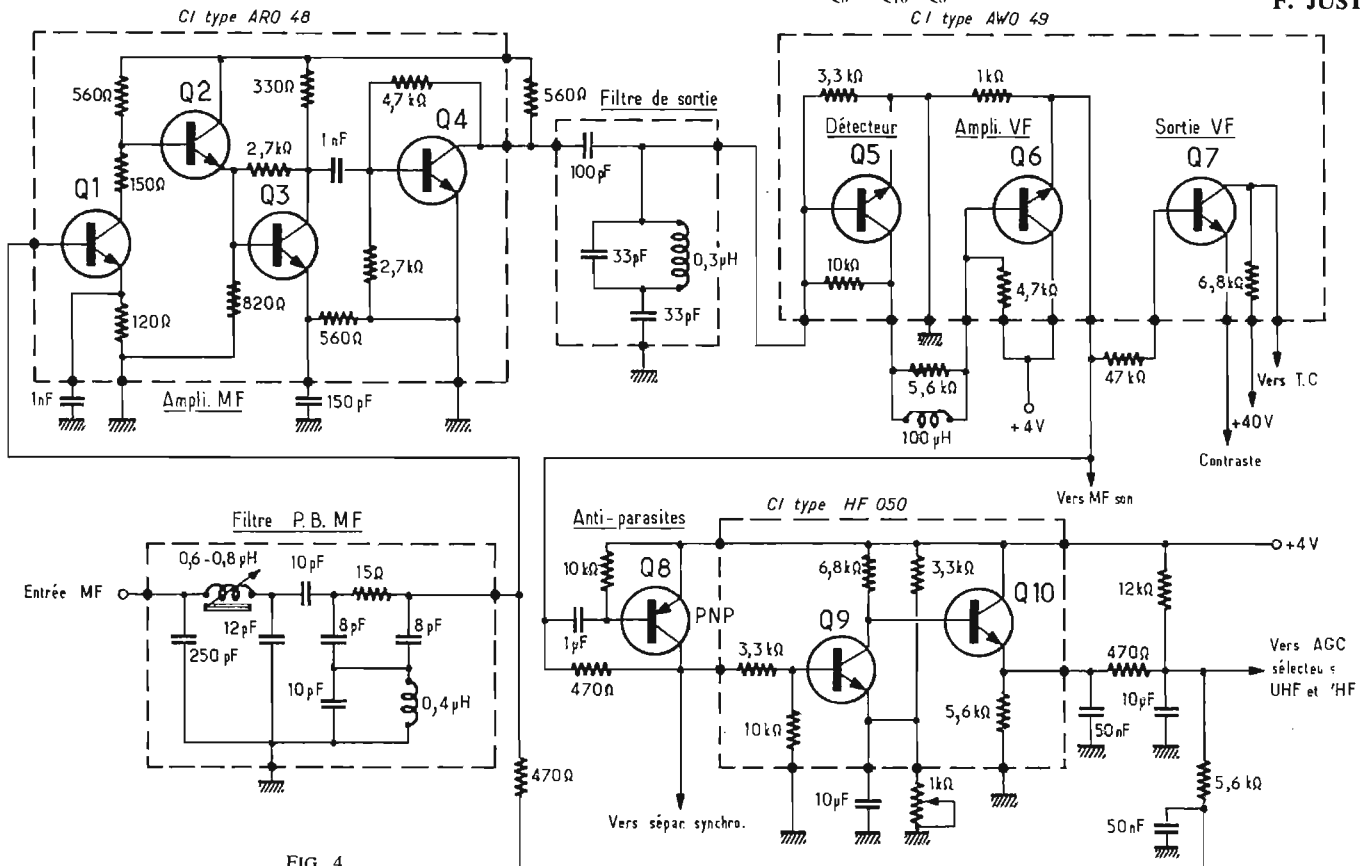 F. JUST
CI type ARO 48
560Ω
Q2
330Ω
4,7kΩ
Q4
560Ω
2,7kΩ
1nF
150Ω
Q1
Q3
820Ω
2,7kΩ
120Ω
560Ω
1nF
Ampli. MF
150pF
Filtre de sortie
100pF
33pF
0,3µH
33pF
CI type AWO 49
3,3kΩ
1kΩ
Détecteur
Ampli. VF
Sortie VF
Q5
Q6
Q7
10kΩ
4,7kΩ
6,8kΩ
5,6kΩ
100µH
+4V
47kΩ
Vers T.C
+40V
Contraste
Vers MF son
Filtre P.B. MF
0,6-0,8µH
10pF
15Ω
Entrée MF
250pF
12pF
8pF
8pF
10pF
0,4µH
470Ω
Anti-parasites
CI type HF 050
10kΩ
Q8
PNP
1µF
470Ω
6,8kΩ
3,3kΩ
Q10
Q9
3,3kΩ
10kΩ
5,6kΩ
10µF
1kΩ
Vers sépar. synchro.
+4V
12kΩ
470Ω
Vers AGC
UHF et
10µF
50nF
5,6kΩ
50nF
FIG. 4